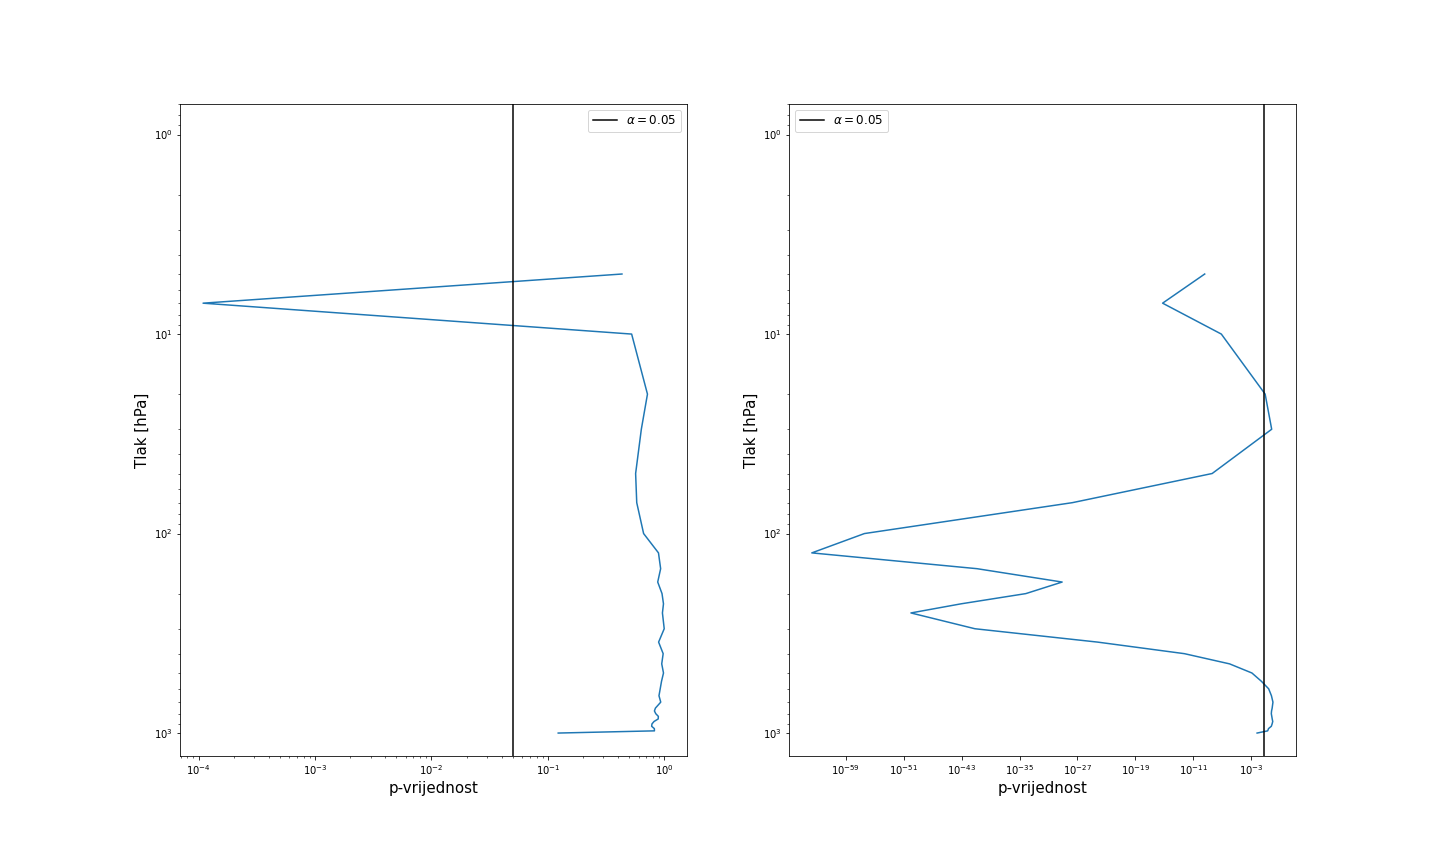 α = 0.05
10⁰
10¹
10²
10³
Tlak [hPa]
10⁻⁴ 10⁻³ 10⁻² 10⁻¹ 10⁰
p-vrijednost
α = 0.05
10⁰
10¹
10²
10³
Tlak [hPa]
10⁻⁵⁹ 10⁻⁵¹ 10⁻⁴³ 10⁻³⁵ 10⁻²⁷ 10⁻¹⁹ 10⁻¹¹ 10⁻³
p-vrijednost